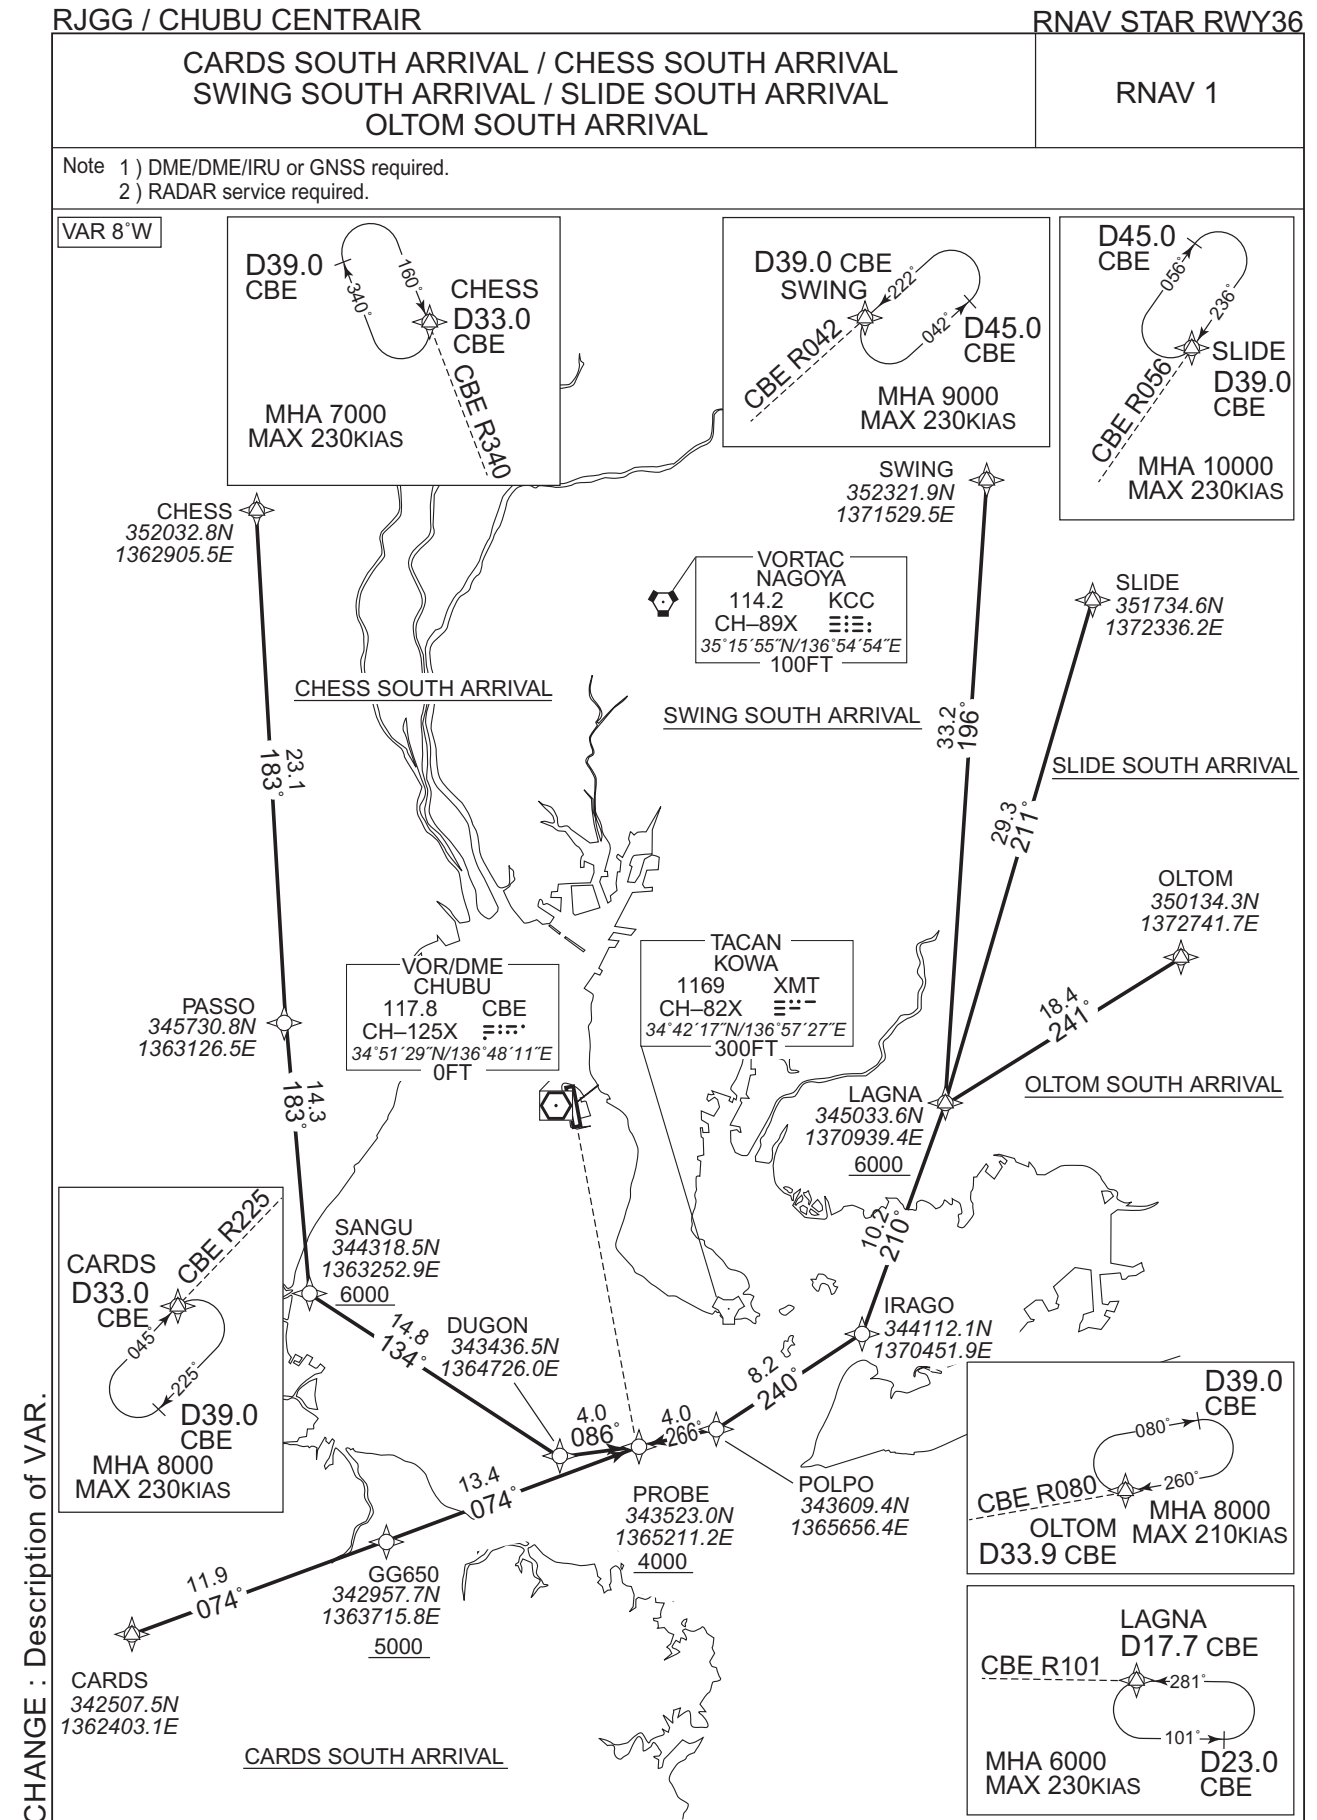 RJGG / CHUBU CENTRAIR
RNAV STAR RWY36
CARDS SOUTH ARRIVAL / CHESS SOUTH ARRIVAL
SWING SOUTH ARRIVAL / SLIDE SOUTH ARRIVAL
OLTOM SOUTH ARRIVAL
RNAV 1
Note 1 ) DME/DME/IRU or GNSS required.
2 ) RADAR service required.
VAR 8°W
D39.0
CBE
160°
340°
CHESS
D33.0
CBE
CBE R340
MHA 7000
MAX 230KIAS
D39.0 CBE
SWING
222°
042°
D45.0
CBE
CBE R042
MHA 9000
MAX 230KIAS
D45.0
CBE
056°
236°
SLIDE
D39.0
CBE
CBE R056
MHA 10000
MAX 230KIAS
CHESS
352032.8N
1362905.5E
SWING
352321.9N
1371529.5E
VORTAC
NAGOYA
114.2 KCC
CH–89X
35°15´55˝N/136°54´54˝E
100FT
SLIDE
351734.6N
1372336.2E
CHESS SOUTH ARRIVAL
SWING SOUTH ARRIVAL
33.2
196°
23.1
183°
SLIDE SOUTH ARRIVAL
29.3
211°
OLTOM
350134.3N
1372741.7E
PASSO
345730.8N
1363126.5E
VOR/DME
CHUBU
117.8 CBE
CH–125X
34°51´29˝N/136°48´11˝E
0FT
TACAN
KOWA
1169 XMT
CH–82X
34°42´17˝N/136°57´27˝E
300FT
18.4
241°
OLTOM SOUTH ARRIVAL
14.3
183°
LAGNA
345033.6N
1370939.4E
6000
10.2
210°
CBE R225
CARDS
D33.0
CBE
045°
225°
D39.0
CBE
MHA 8000
MAX 230KIAS
SANGU
344318.5N
1363252.9E
6000
14.8
134°
DUGON
343436.5N
1364726.0E
IRAGO
344112.1N
1370451.9E
8.2
240°
4.0
086°
4.0
266°
13.4
074°
PROBE
343523.0N
1365211.2E
4000
POLPO
343609.4N
1365656.4E
D39.0
CBE
080°
260°
CBE R080
OLTOM
D33.9 CBE
MHA 8000
MAX 210KIAS
11.9
074°
GG650
342957.7N
1363715.8E
5000
CARDS
342507.5N
1362403.1E
CARDS SOUTH ARRIVAL
LAGNA
D17.7 CBE
CBE R101
281°
101°
D23.0
CBE
MHA 6000
MAX 230KIAS
CHANGE : Description of VAR.